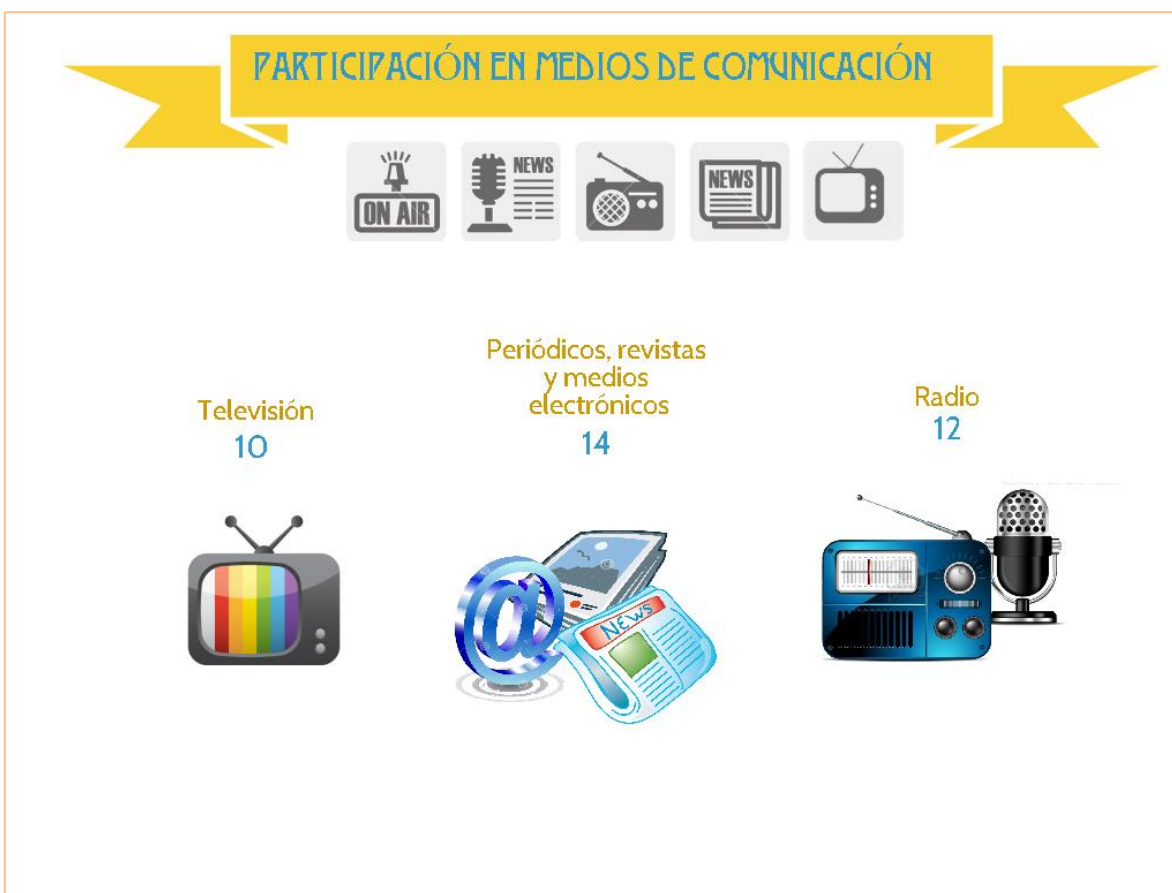 PARTICIPACIÓN EN MEDIOS DE COMUNICACIÓN
ON AIR
NEWS
NEWS
Televisión
10
Periódicos, revistas
y medios
electrónicos
14
Radio
12
@
NEWS